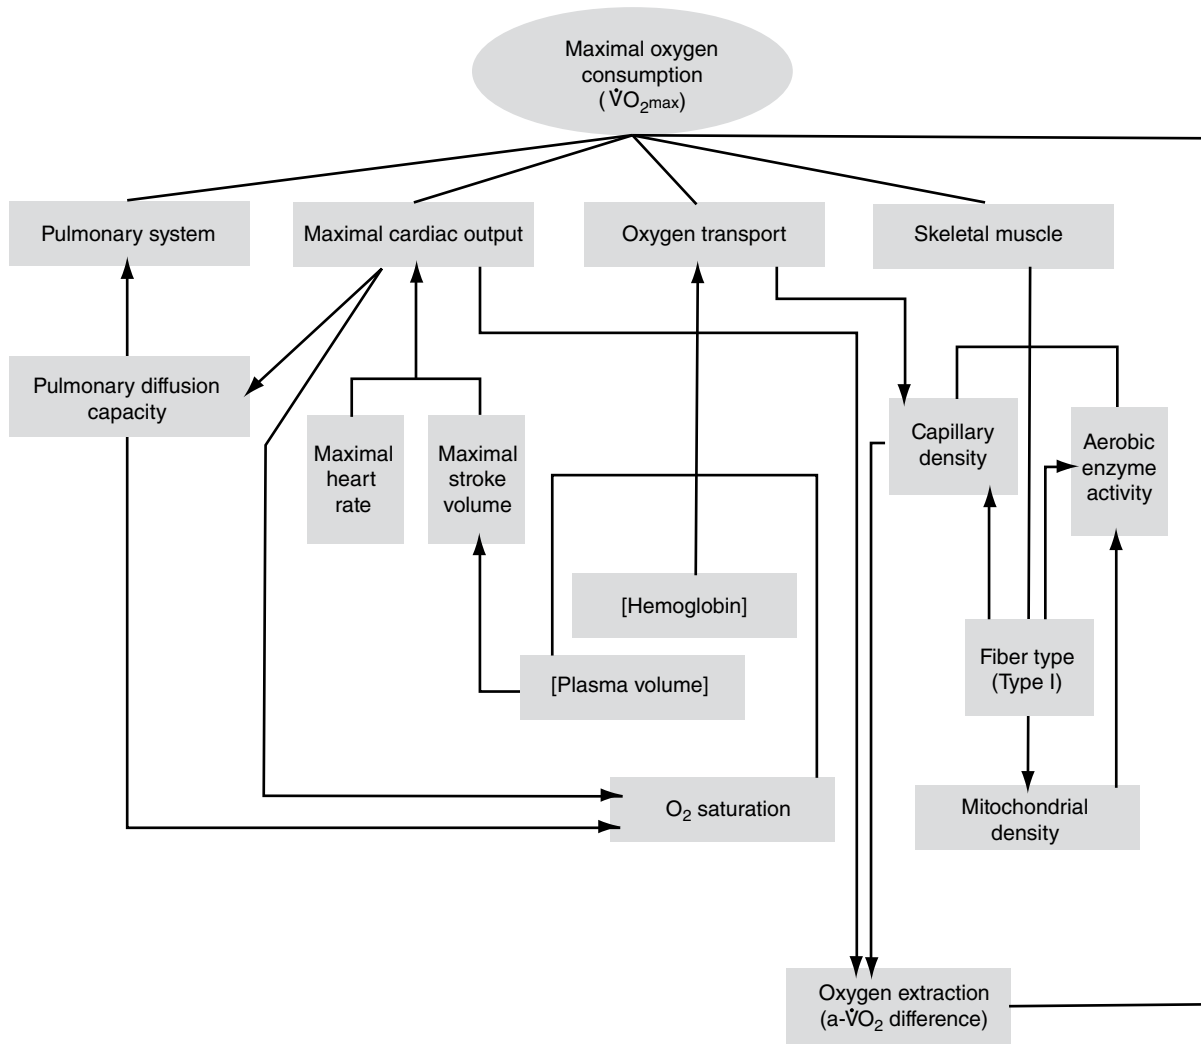 Maximal oxygen
consumption
(V̇O₂max)
Pulmonary system
Maximal cardiac output
Oxygen transport
Skeletal muscle
Pulmonary diffusion
capacity
Maximal
heart
rate
Maximal
stroke
volume
Capillary
density
Aerobic
enzyme
activity
[Hemoglobin]
[Plasma volume]
Fiber type
(Type I)
O₂ saturation
Mitochondrial
density
Oxygen extraction
(a-V̇O₂ difference)